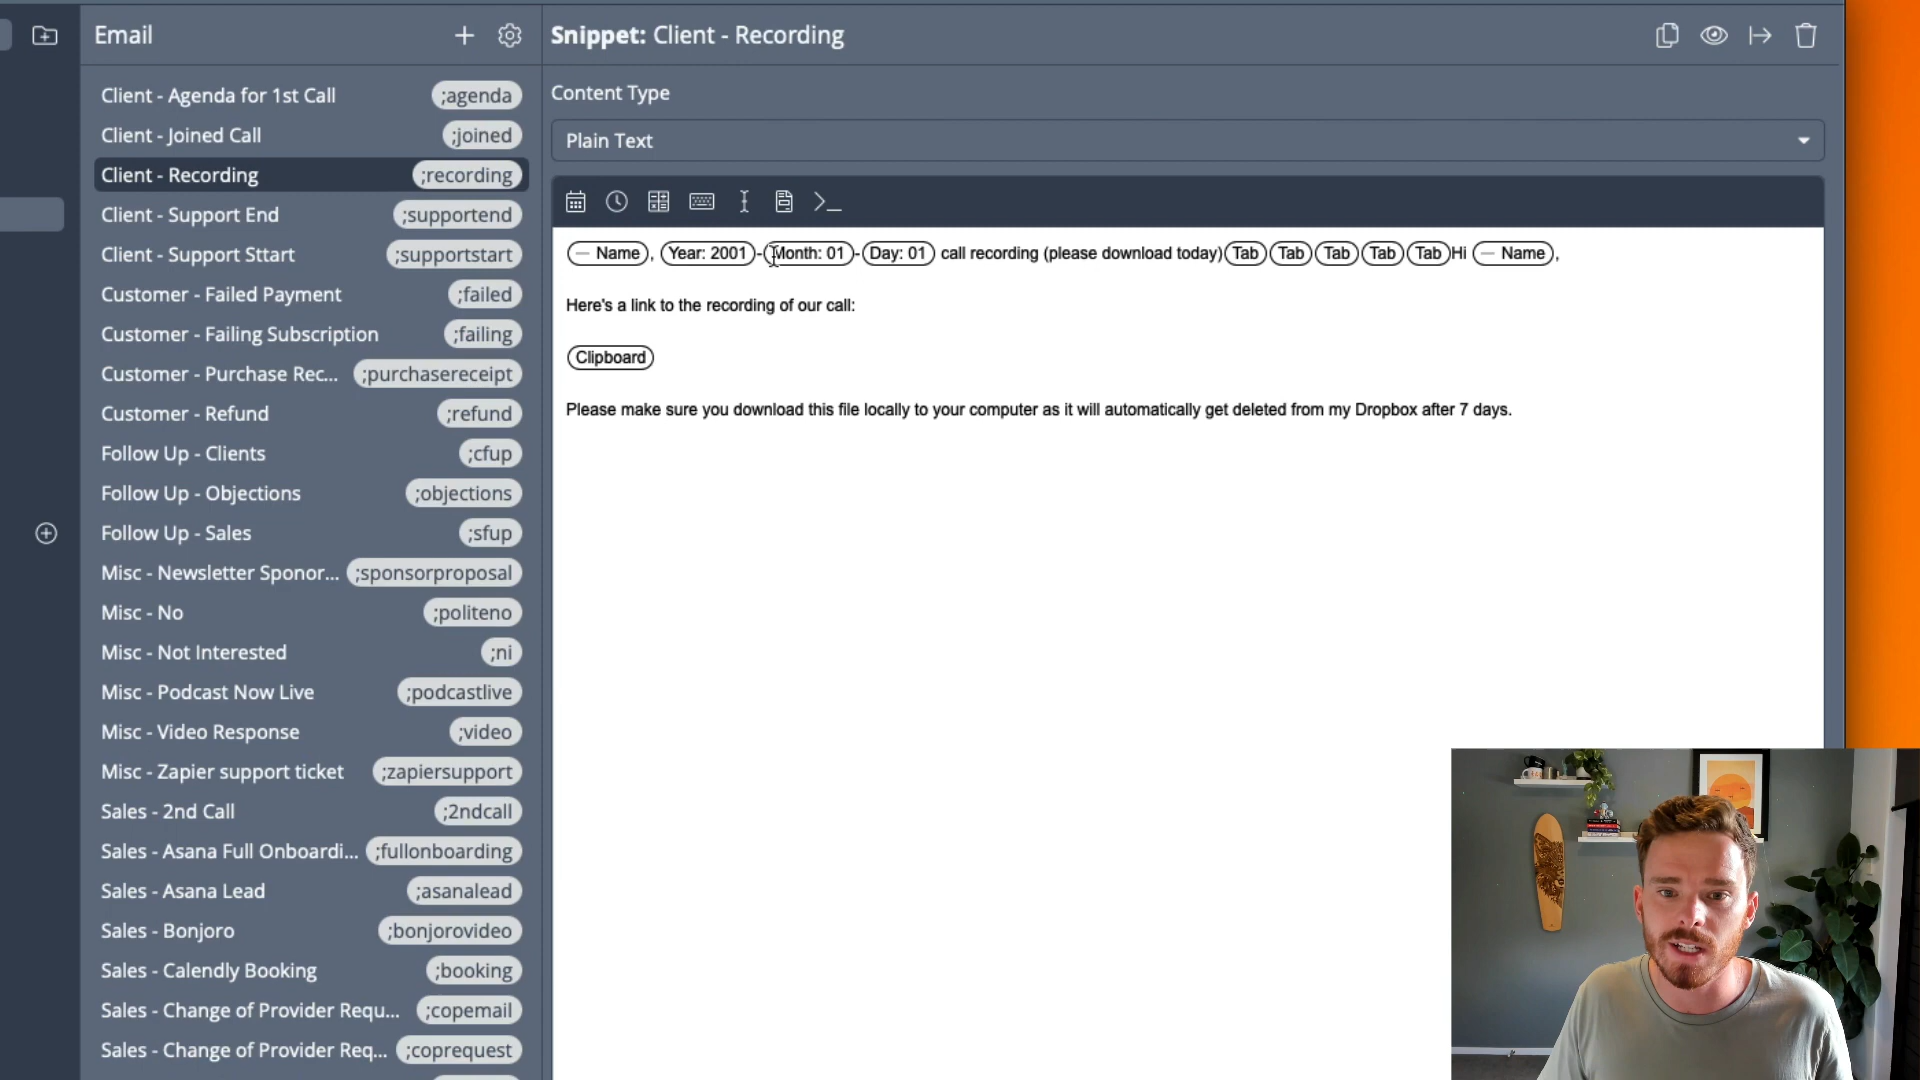 Email
Snippet: Client - Recording
Client - Agenda for 1st Call ;agenda
Client - Joined Call ;joined
Client - Recording ;recording
Client - Support End ;supportend
Client - Support Sttart ;supportstart
Customer - Failed Payment ;failed
Customer - Failing Subscription ;failing
Customer - Purchase Rec... ;purchasereceipt
Customer - Refund ;refund
Follow Up - Clients ;cfup
Follow Up - Objections ;objections
Follow Up - Sales ;sfup
Misc - Newsletter Sponor... ;sponsorproposal
Misc - No ;politeno
Misc - Not Interested ;ni
Misc - Podcast Now Live ;podcastlive
Misc - Video Response ;video
Misc - Zapier support ticket ;zapiersupport
Sales - 2nd Call ;2ndcall
Sales - Asana Full Onboardi... ;fullonboarding
Sales - Asana Lead ;asanalead
Sales - Bonjoro ;bonjorovideo
Sales - Calendly Booking ;booking
Sales - Change of Provider Requ... ;copemail
Sales - Change of Provider Req... ;coprequest
Content Type
Plain Text
— Name, Year: 2001-Month: 01-Day: 01 call recording (please download today)Tab Tab Tab Tab Tab Hi — Name,
Here's a link to the recording of our call:
Clipboard
Please make sure you download this file locally to your computer as it will automatically get deleted from my Dropbox after 7 days.